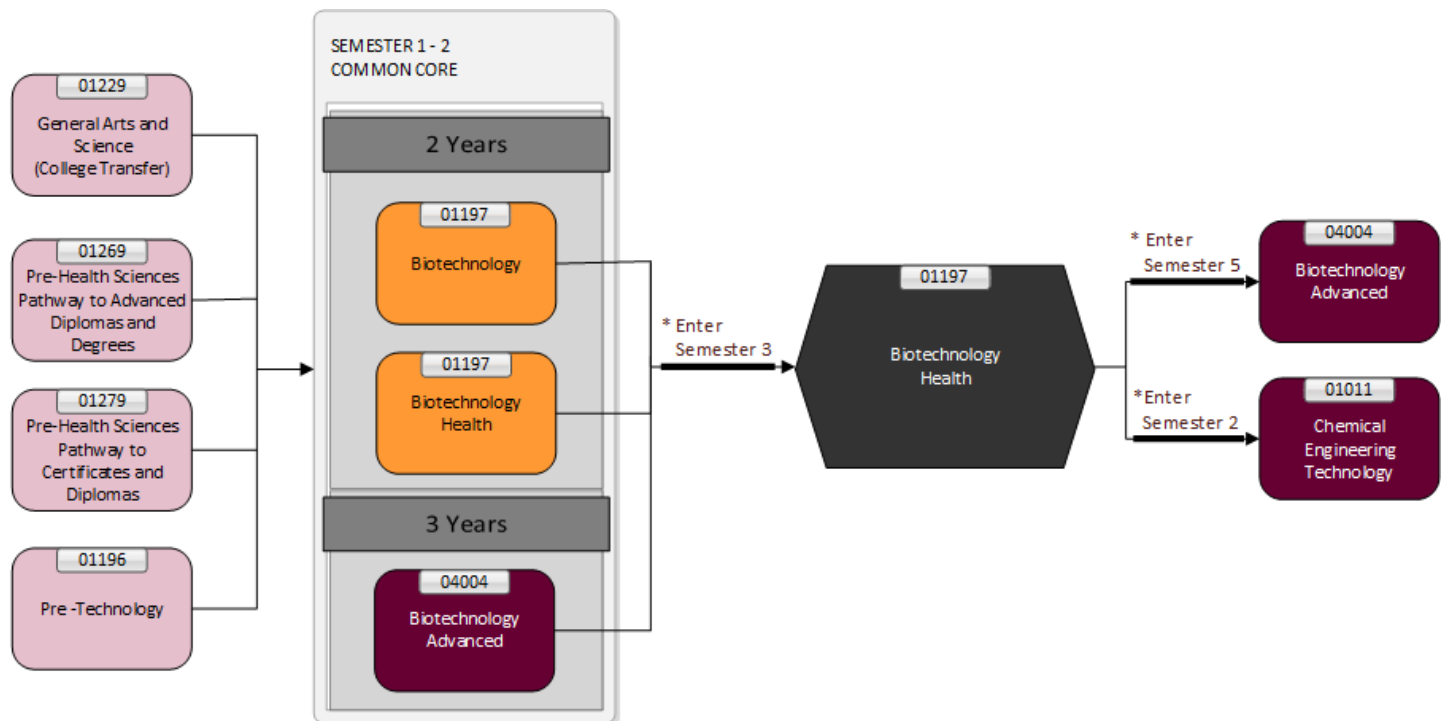 01229
General Arts and
Science
(College Transfer)
01269
Pre-Health Sciences
Pathway to Advanced
Diplomas and
Degrees
01279
Pre-Health Sciences
Pathway to
Certificates and
Diplomas
01196
Pre -Technology
SEMESTER 1 - 2
COMMON CORE
2 Years
01197
Biotechnology
01197
Biotechnology
Health
3 Years
04004
Biotechnology
Advanced
* Enter
Semester 3
01197
Biotechnology
Health
* Enter
Semester 5
04004
Biotechnology
Advanced
*Enter
Semester 2
01011
Chemical
Engineering
Technology